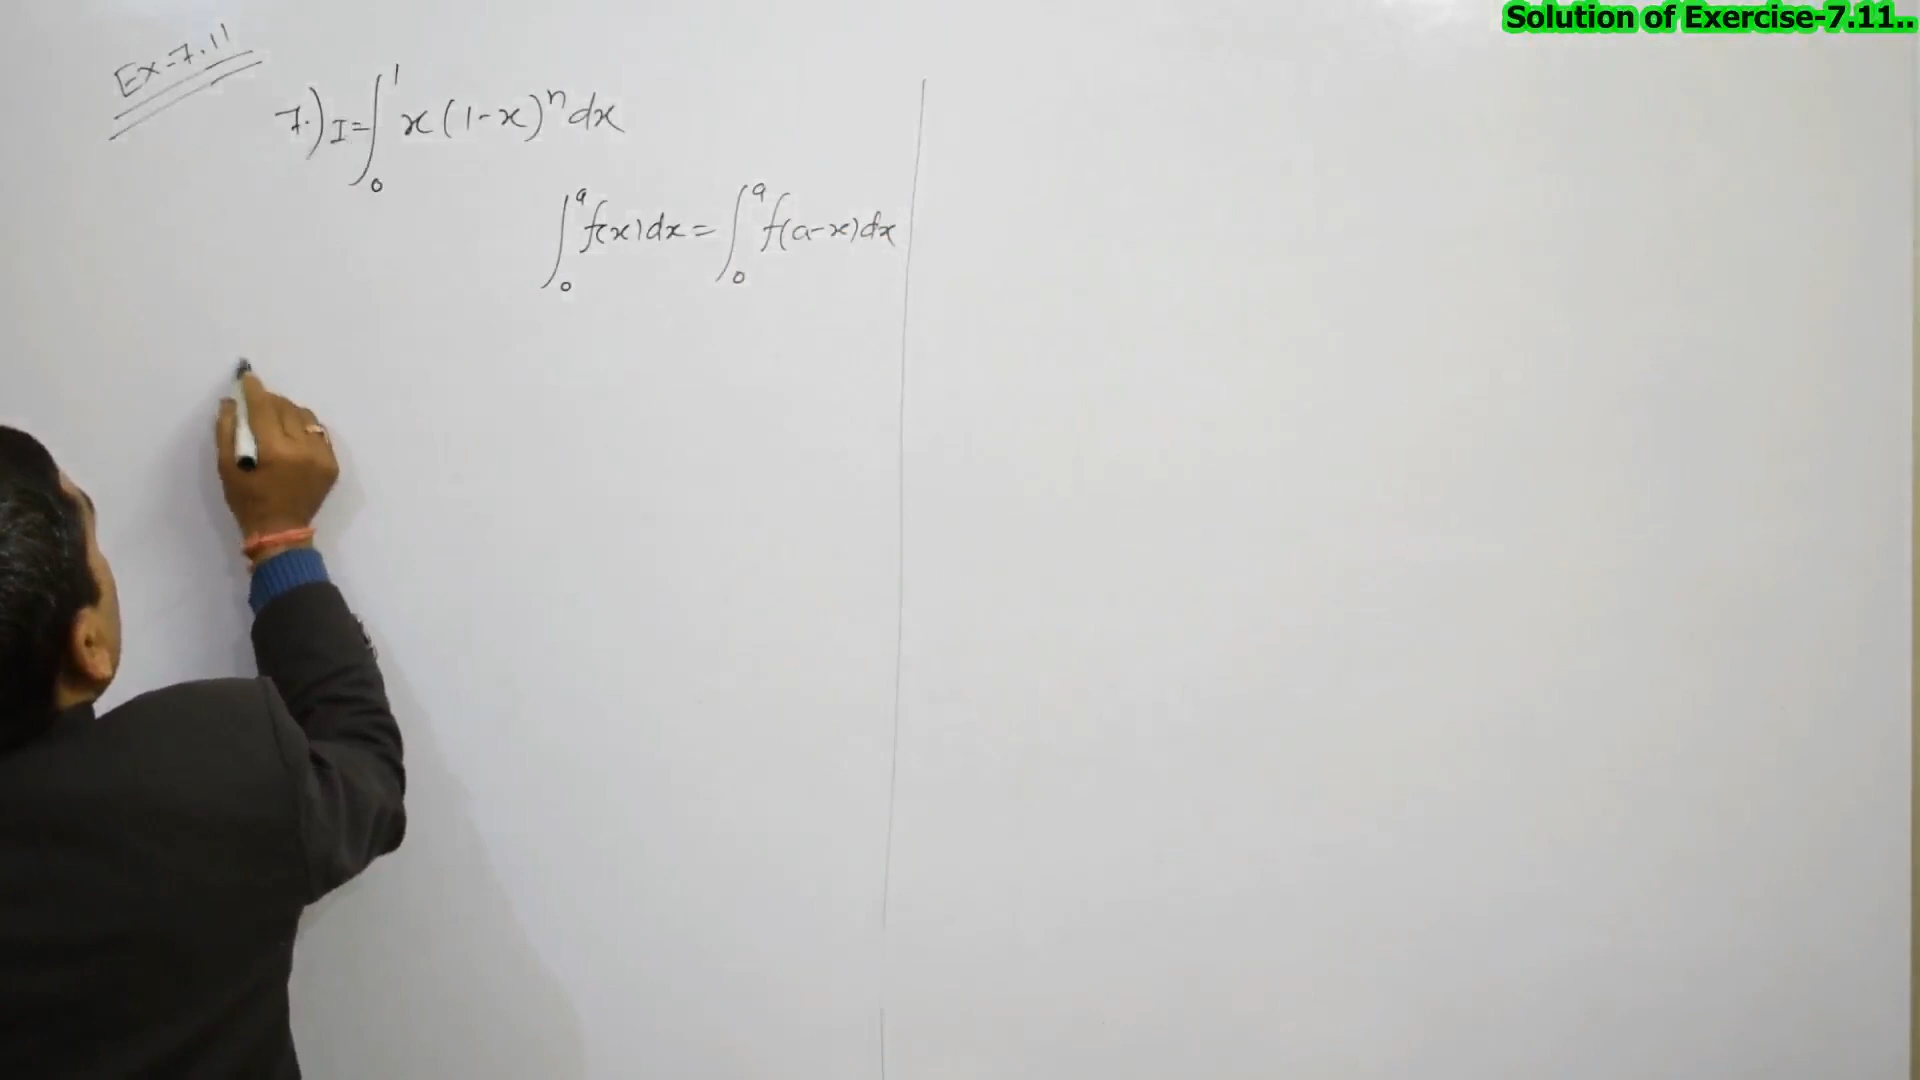 Solution of Exercise-7.11..
Ex-7.11
7.) I=∫₀¹ x(1-x)ⁿ dx
∫₀ᵃ f(x)dx = ∫₀ᵃ f(a-x)dx